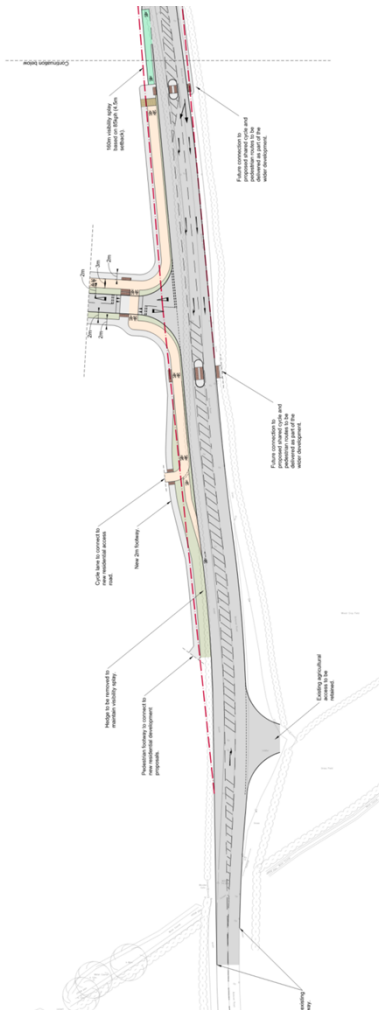 Continuation below
160m visibility splay
based on 85kph (4.5m
setback).
Future connection to
proposed shared cycle and
pedestrian routes to be
delivered as part of the
wider development.
2m
3m
2m
2m
2m
Future connection to
proposed shared cycle and
pedestrian routes to be
delivered as part of the
wider development.
Cycle lane to connect to
new residential access
road.
New 2m footway
Hedge to be removed to
maintain visibility splay.
Pedestrian footway to connect to
new residential development
proposals.
Existing agricultural
access to be
retained.
existing
way